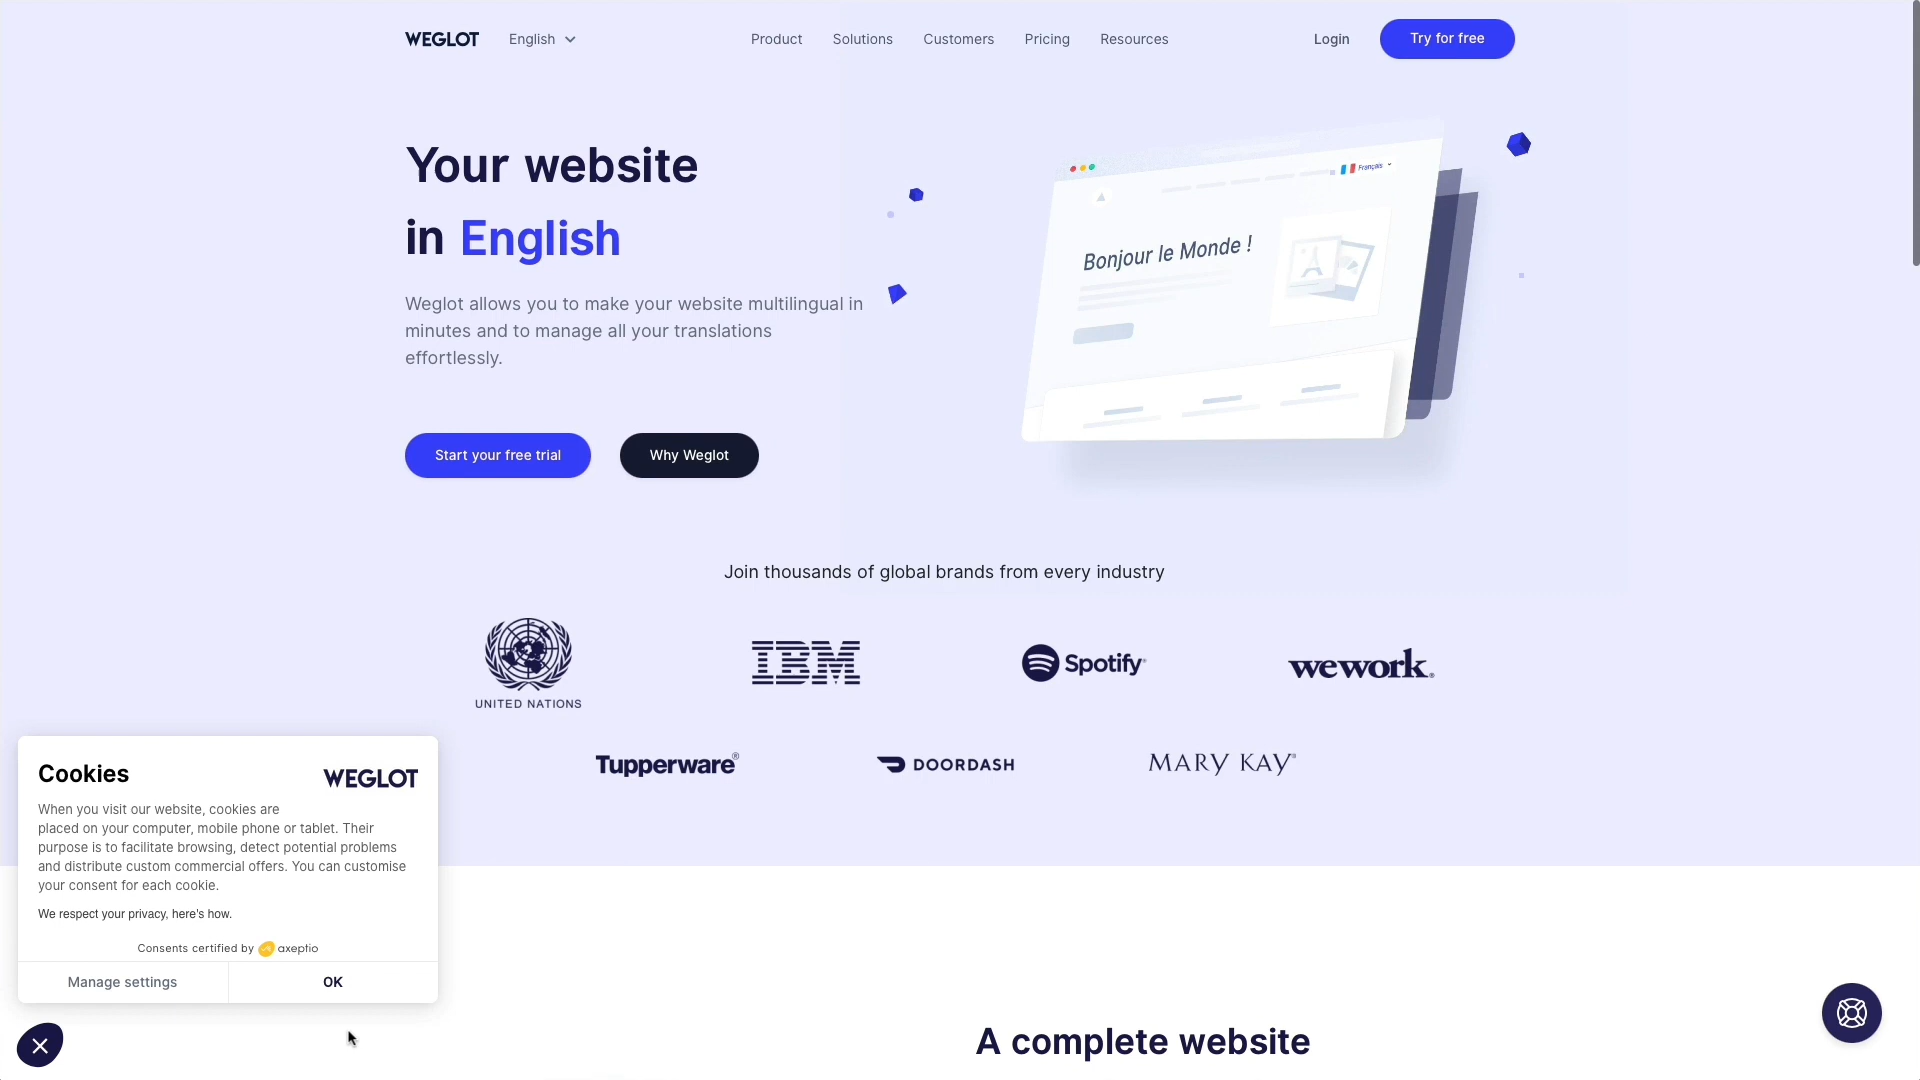 WEGLOT
English
Product
Solutions
Customers
Pricing
Resources
Login
Try for free
Your website
in English
Weglot allows you to make your website multilingual in
minutes and to manage all your translations
effortlessly.
Start your free trial
Why Weglot
Français
Bonjour le Monde !
Join thousands of global brands from every industry
UNITED NATIONS
IBM
Spotify®
wework®
Tupperware®
DOORDASH
MARY KAY®
Cookies
WEGLOT
When you visit our website, cookies are
placed on your computer, mobile phone or tablet. Their
purpose is to facilitate browsing, detect potential problems
and distribute custom commercial offers. You can customise
your consent for each cookie.
We respect your privacy, here's how.
Consents certified by axeptio
Manage settings
OK
A complete website